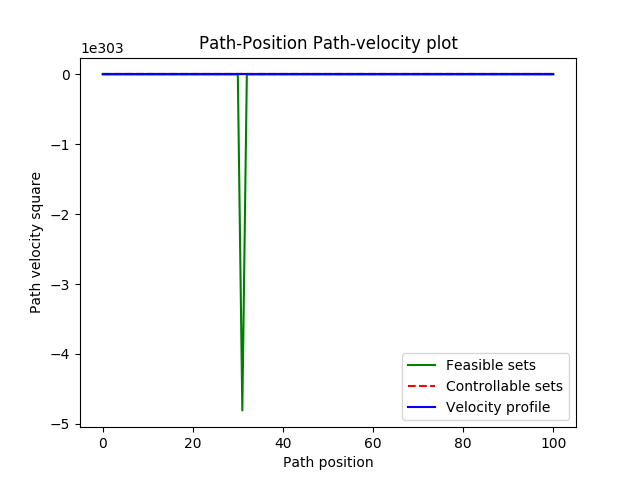 Path-Position Path-velocity plot
1e303
0
−1
−2
−3
−4
−5
Path velocity square
0 20 40 60 80 100
Path position
Feasible sets
Controllable sets
Velocity profile